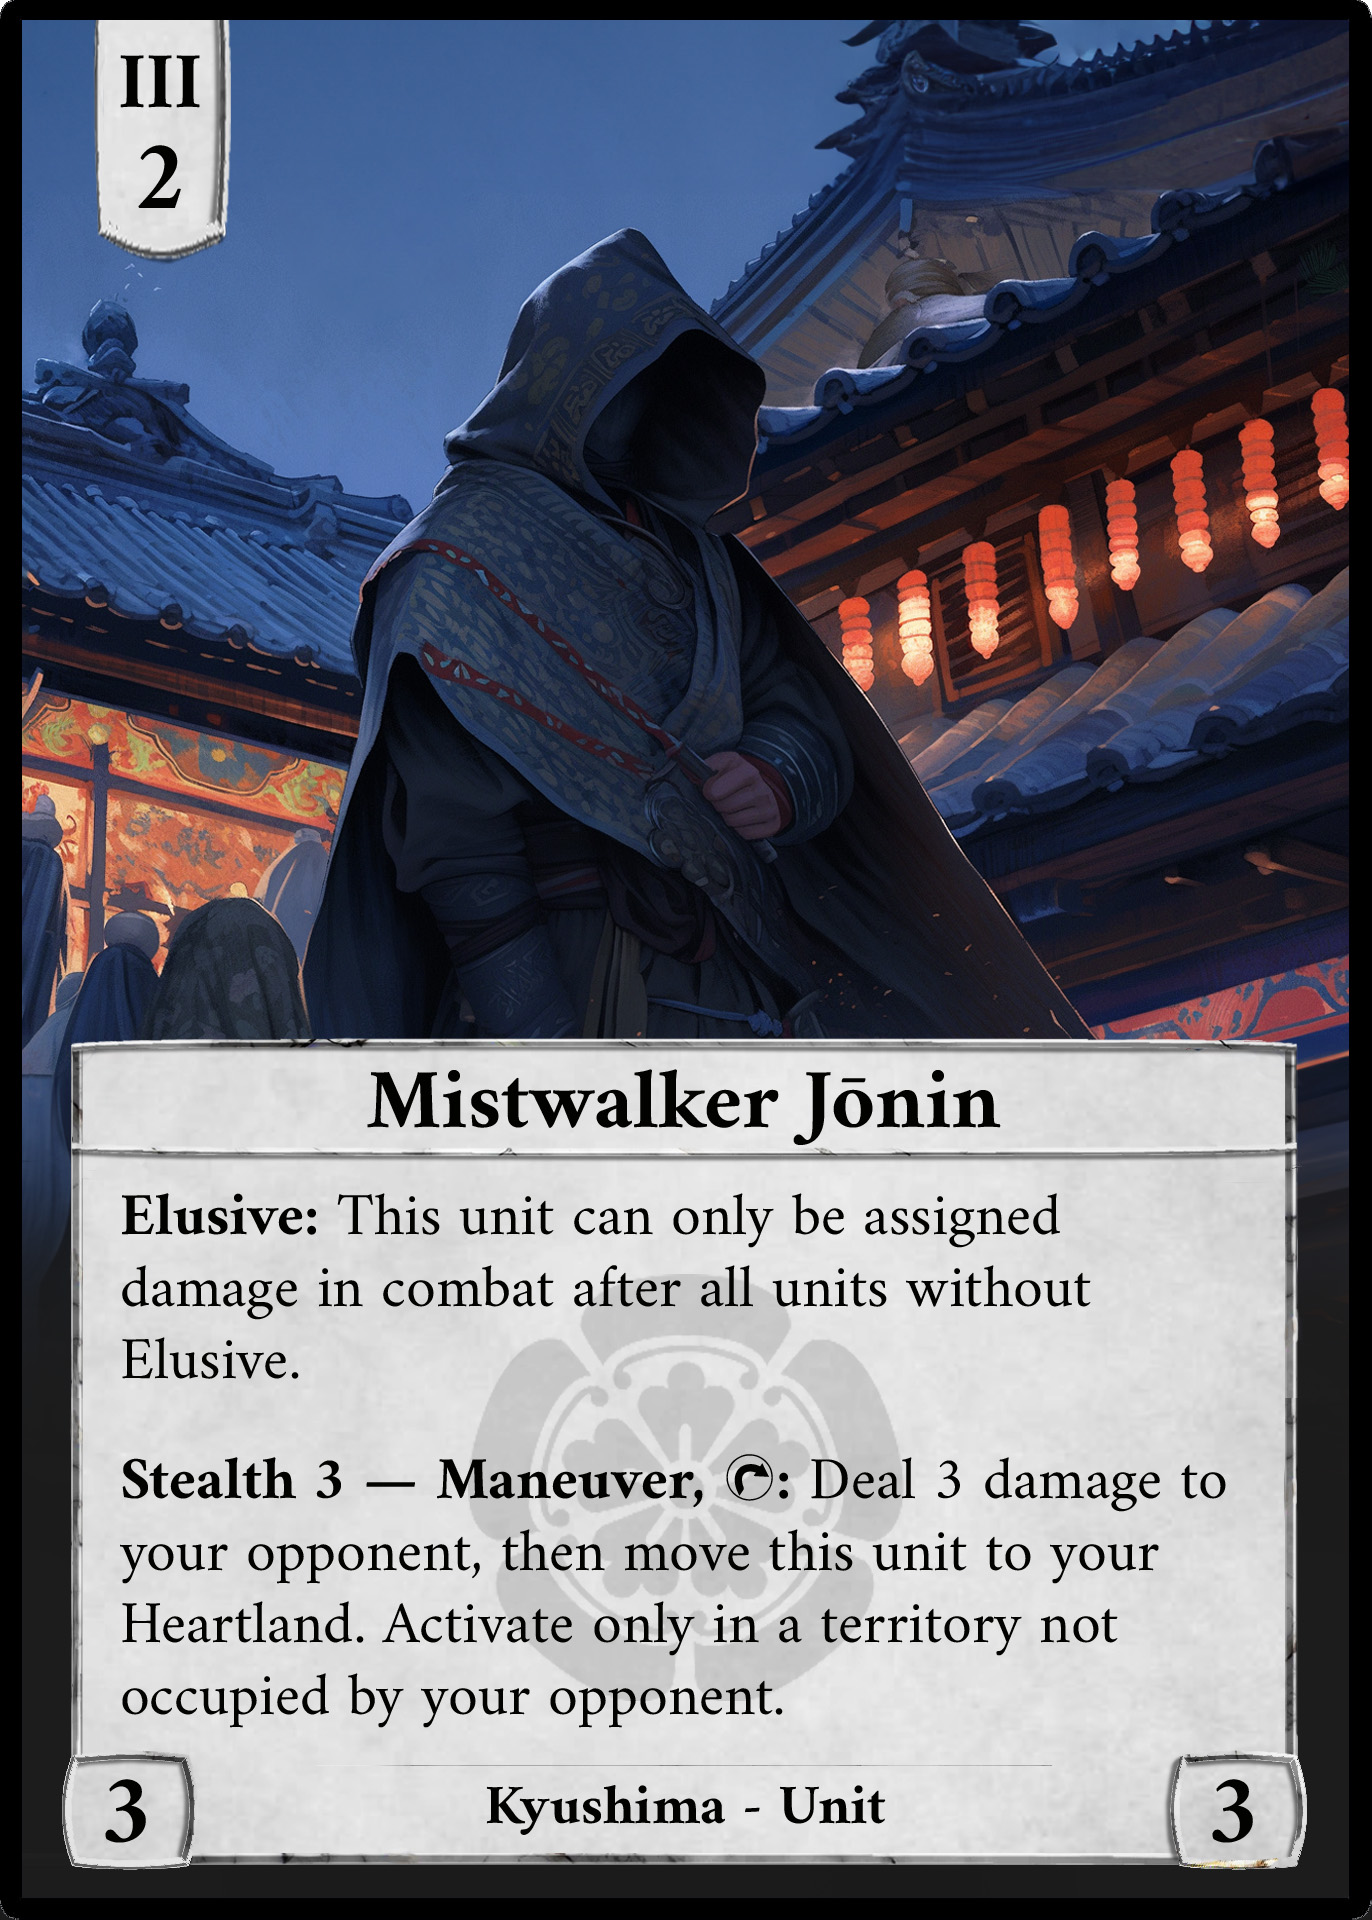 III
2
Mistwalker Jōnin
Elusive: This unit can only be assigned
damage in combat after all units without
Elusive.
Stealth 3 — Maneuver, : Deal 3 damage to
your opponent, then move this unit to your
Heartland. Activate only in a territory not
occupied by your opponent.
3
Kyushima - Unit
3